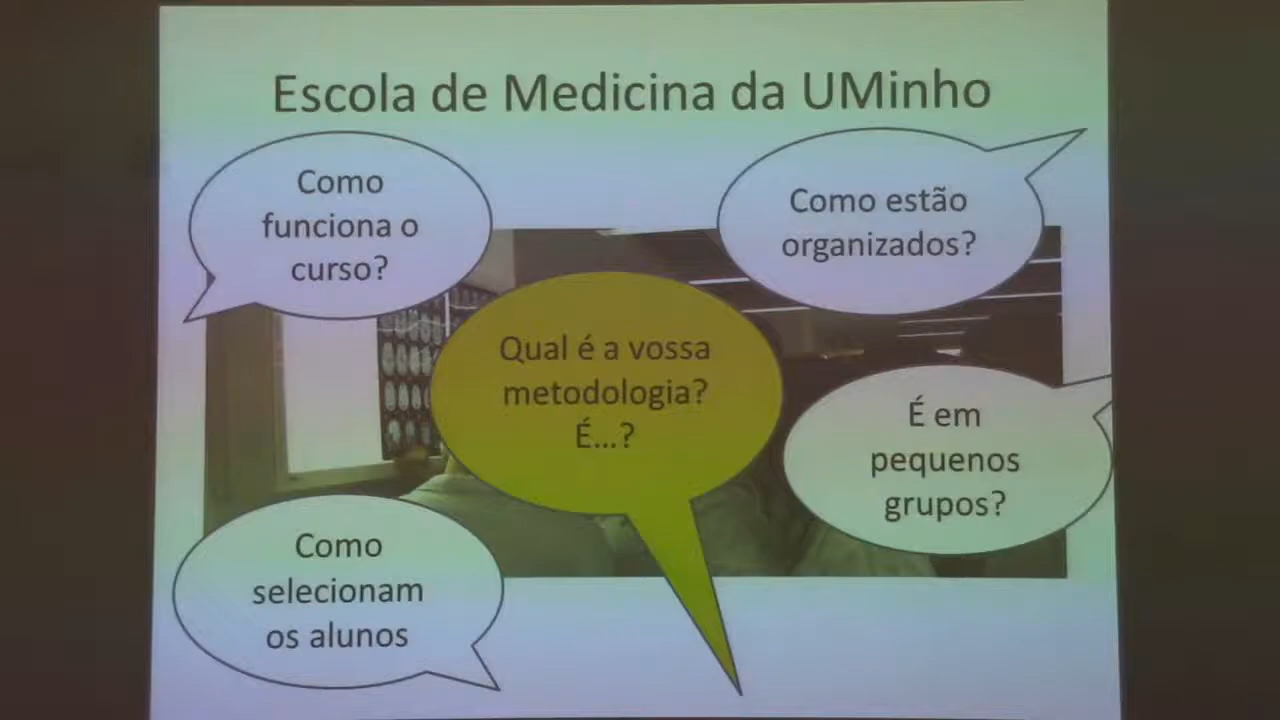 Escola de Medicina da UMinho
Como
funciona o
curso?
Como estão
organizados?
Qual é a vossa
metodologia?
É...?
É em
pequenos
grupos?
Como
selecionam
os alunos